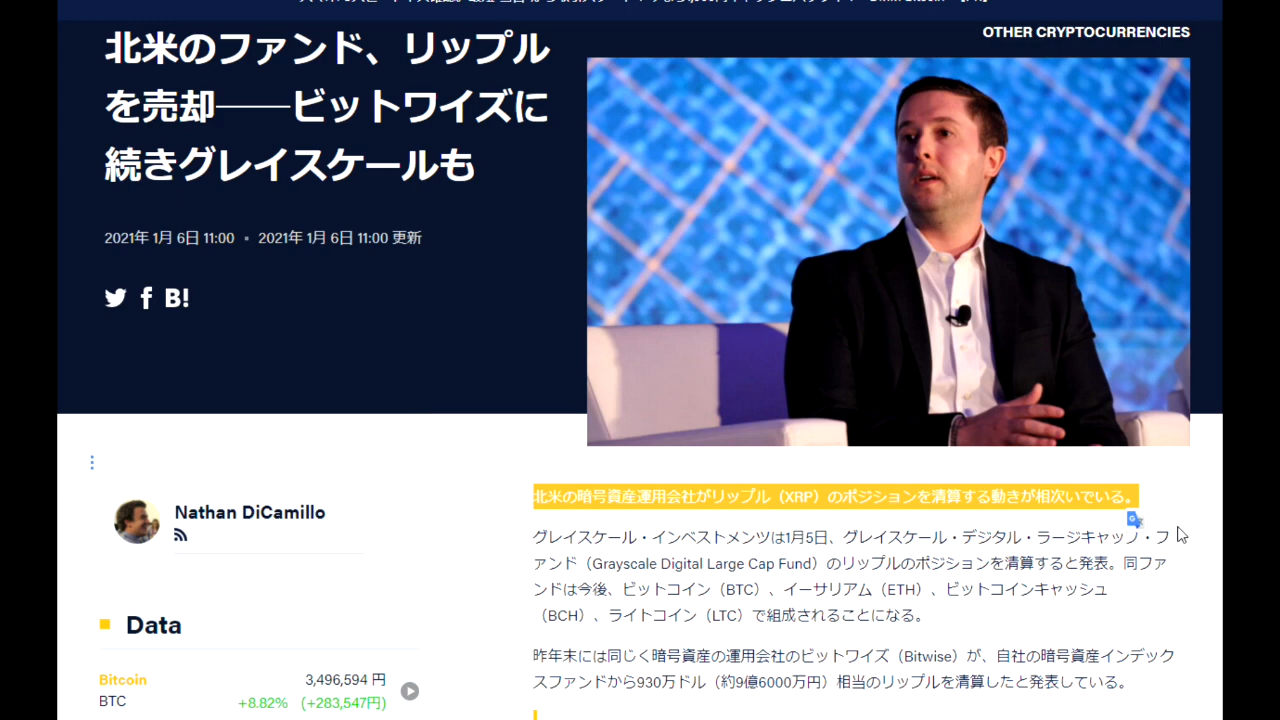 OTHER CRYPTOCURRENCIES
北米のファンド、リップル
を売却——ビットワイズに
続きグレイスケールも
2021年 1月 6日 11:00 ▪ 2021年 1月 6日 11:00 更新
B!
Nathan DiCamillo
Data
Bitcoin 3,496,594 円
BTC +8.82% (+283,547円)
北米の暗号資産運用会社がリップル（XRP）のポジションを清算する動きが相次いでいる。
グレイスケール・インベストメンツは1月5日、グレイスケール・デジタル・ラージキャップ・フ
ァンド（Grayscale Digital Large Cap Fund）のリップルのポジションを清算すると発表。同ファ
ンドは今後、ビットコイン（BTC）、イーサリアム（ETH）、ビットコインキャッシュ
（BCH）、ライトコイン（LTC）で組成されることになる。
昨年末には同じく暗号資産の運用会社のビットワイズ（Bitwise）が、自社の暗号資産インデック
スファンドから930万ドル（約9億6000万円）相当のリップルを清算したと発表している。